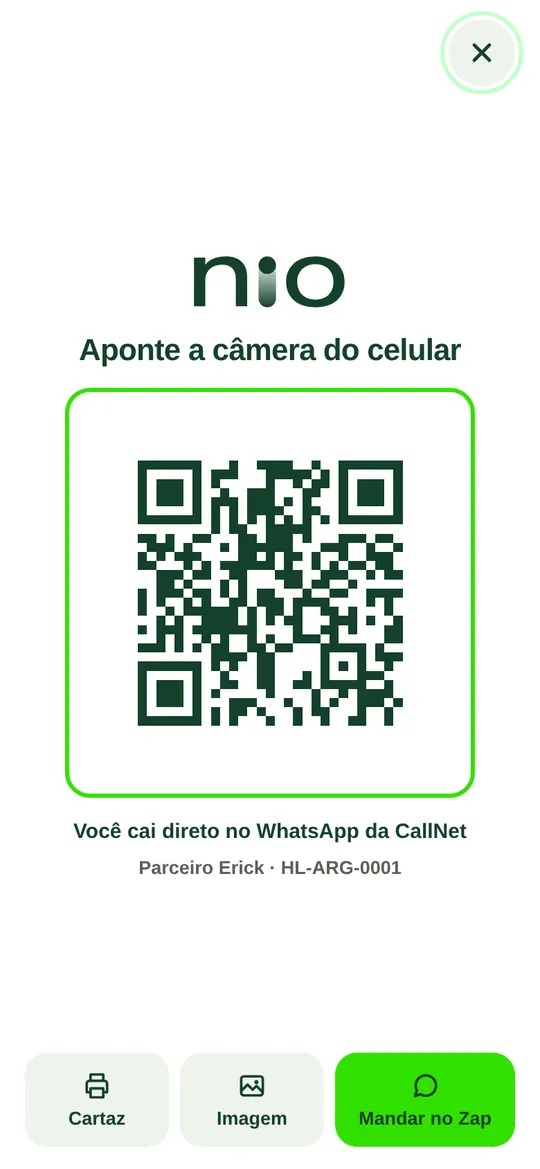 nio
Aponte a câmera do celular
Você cai direto no WhatsApp da CallNet
Parceiro Erick · HL-ARG-0001
Cartaz
Imagem
Mandar no Zap